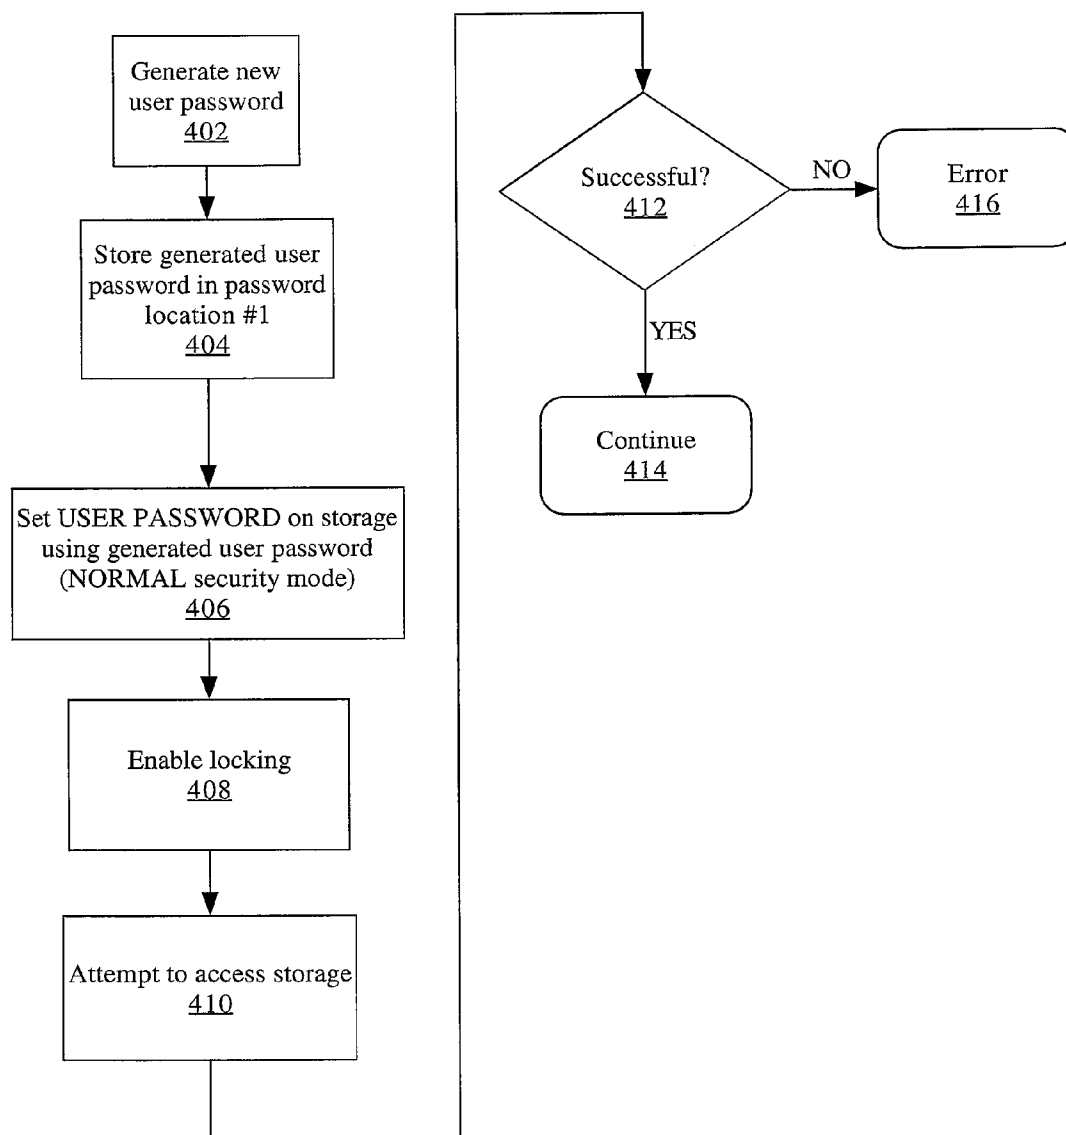 Generate new
user password
402
Store generated user
password in password
location #1
404
Set USER PASSWORD on storage
using generated user password
(NORMAL security mode)
406
Enable locking
408
Attempt to access storage
410
Successful?
412
NO
Error
416
YES
Continue
414